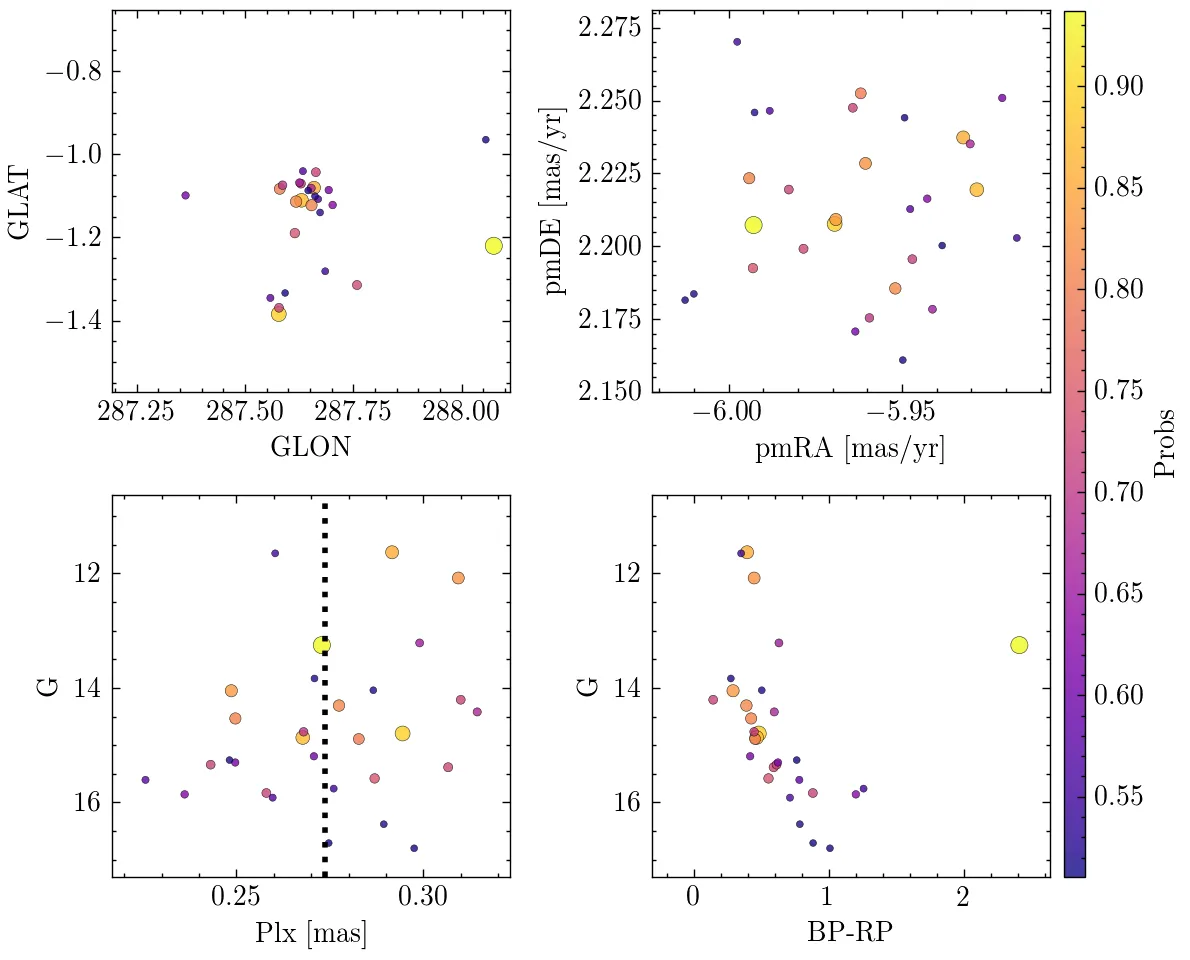 −0.8
−1.0
−1.2
−1.4
GLAT
287.25 287.50 287.75 288.00
GLON
2.275
2.250
2.225
2.200
2.175
2.150
pmDE [mas/yr]
−6.00 −5.95
pmRA [mas/yr]
0.90
0.85
0.80
0.75
0.70
0.65
0.60
0.55
Probs
12
14
16
G
0.25 0.30
Plx [mas]
12
14
16
G
0 1 2
BP-RP